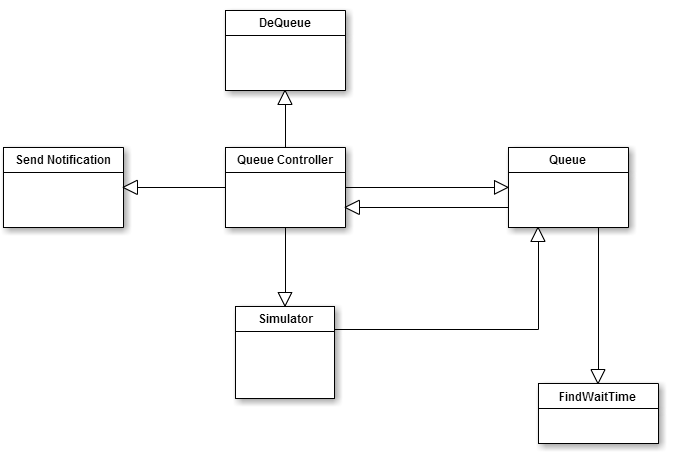 DeQueue
Send Notification
Queue Controller
Queue
Simulator
FindWaitTime